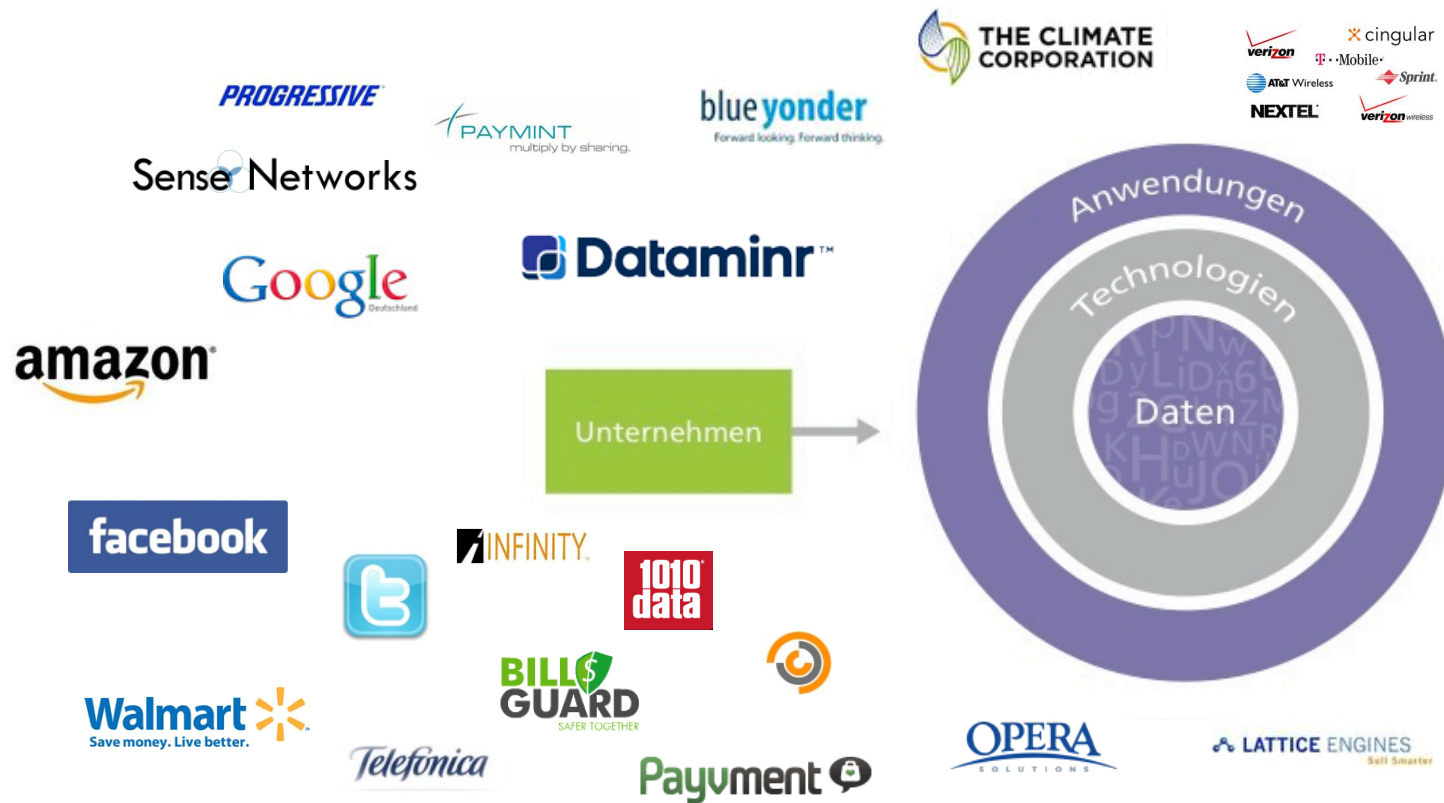 THE CLIMATE
CORPORATION
verizon
cingular
T··Mobile·
AT&T Wireless
Sprint.
NEXTEL
verizon wireless
PROGRESSIVE
PAYMINT
multiply by sharing.
blue yonder
Forward looking. Forward thinking.
Sense Networks
Google
Deutschland
Dataminr™
amazon®
Anwendungen
Technologien
Daten
Unternehmen
facebook
INFINITY
1010
data
BILL$
GUARD
SAFER TOGETHER
Walmart
Save money. Live better.
Telefónica
Payvment
OPERA
SOLUTIONS
LATTICE ENGINES
Sell Smarter